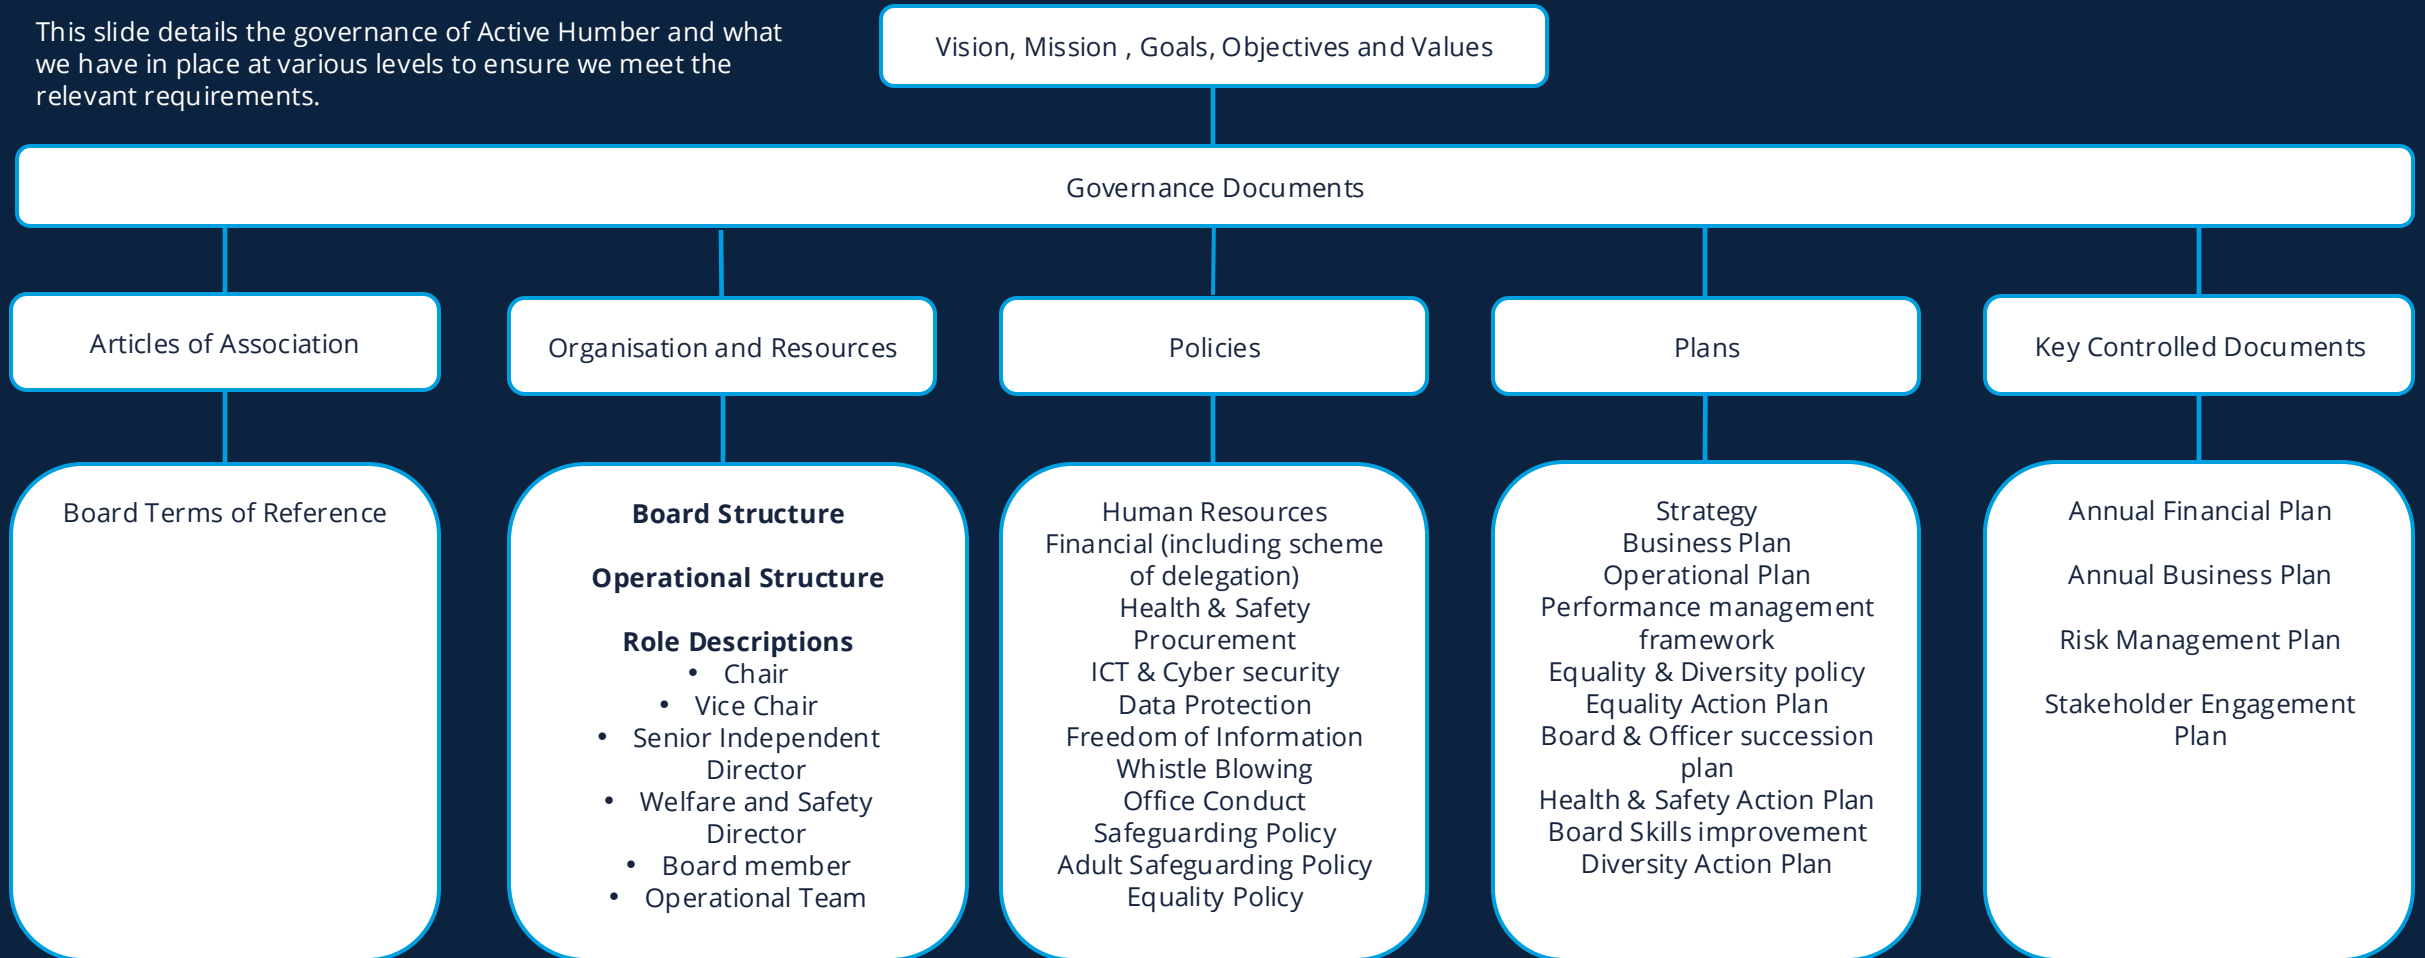 This slide details the governance of Active Humber and what
we have in place at various levels to ensure we meet the
relevant requirements.
Vision, Mission , Goals, Objectives and Values
Governance Documents
Articles of Association
Organisation and Resources
Policies
Plans
Key Controlled Documents
Board Terms of Reference
Board Structure
Operational Structure
Role Descriptions
• Chair
• Vice Chair
• Senior Independent
Director
• Welfare and Safety
Director
• Board member
• Operational Team
Human Resources
Financial (including scheme
of delegation)
Health & Safety
Procurement
ICT & Cyber security
Data Protection
Freedom of Information
Whistle Blowing
Office Conduct
Safeguarding Policy
Adult Safeguarding Policy
Equality Policy
Strategy
Business Plan
Operational Plan
Performance management
framework
Equality & Diversity policy
Equality Action Plan
Board & Officer succession
plan
Health & Safety Action Plan
Board Skills improvement
Diversity Action Plan
Annual Financial Plan
Annual Business Plan
Risk Management Plan
Stakeholder Engagement
Plan